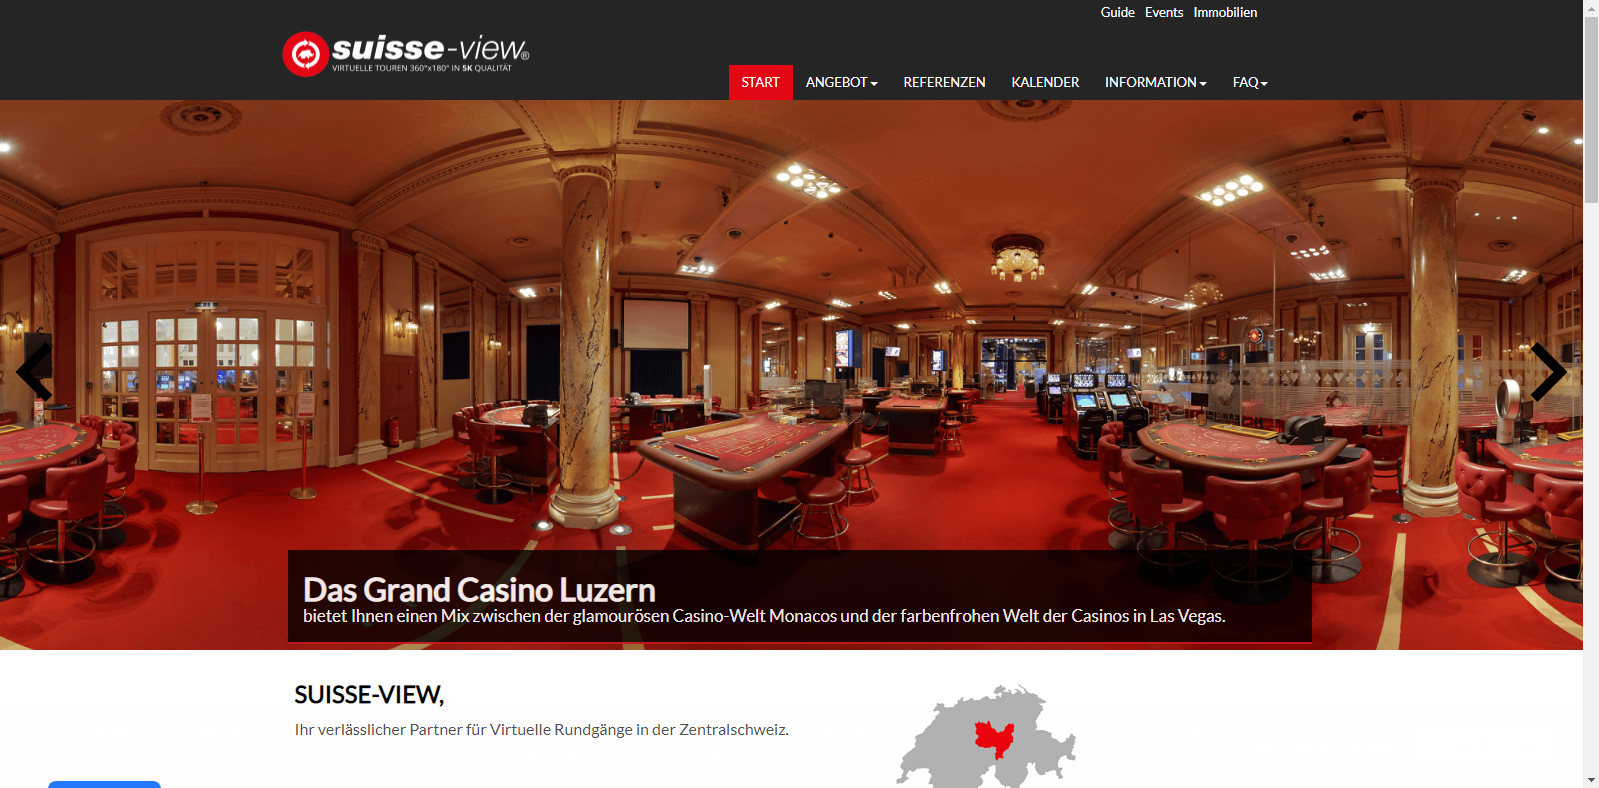 Guide Events Immobilien
suisse-view®
VIRTUELLE TOUREN 360°x180° IN 5K QUALITÄT
START ANGEBOT REFERENZEN KALENDER INFORMATION FAQ
Das Grand Casino Luzern
bietet Ihnen einen Mix zwischen der glamourösen Casino-Welt Monacos und der farbenfrohen Welt der Casinos in Las Vegas.
SUISSE-VIEW,
Ihr verlässlicher Partner für Virtuelle Rundgänge in der Zentralschweiz.